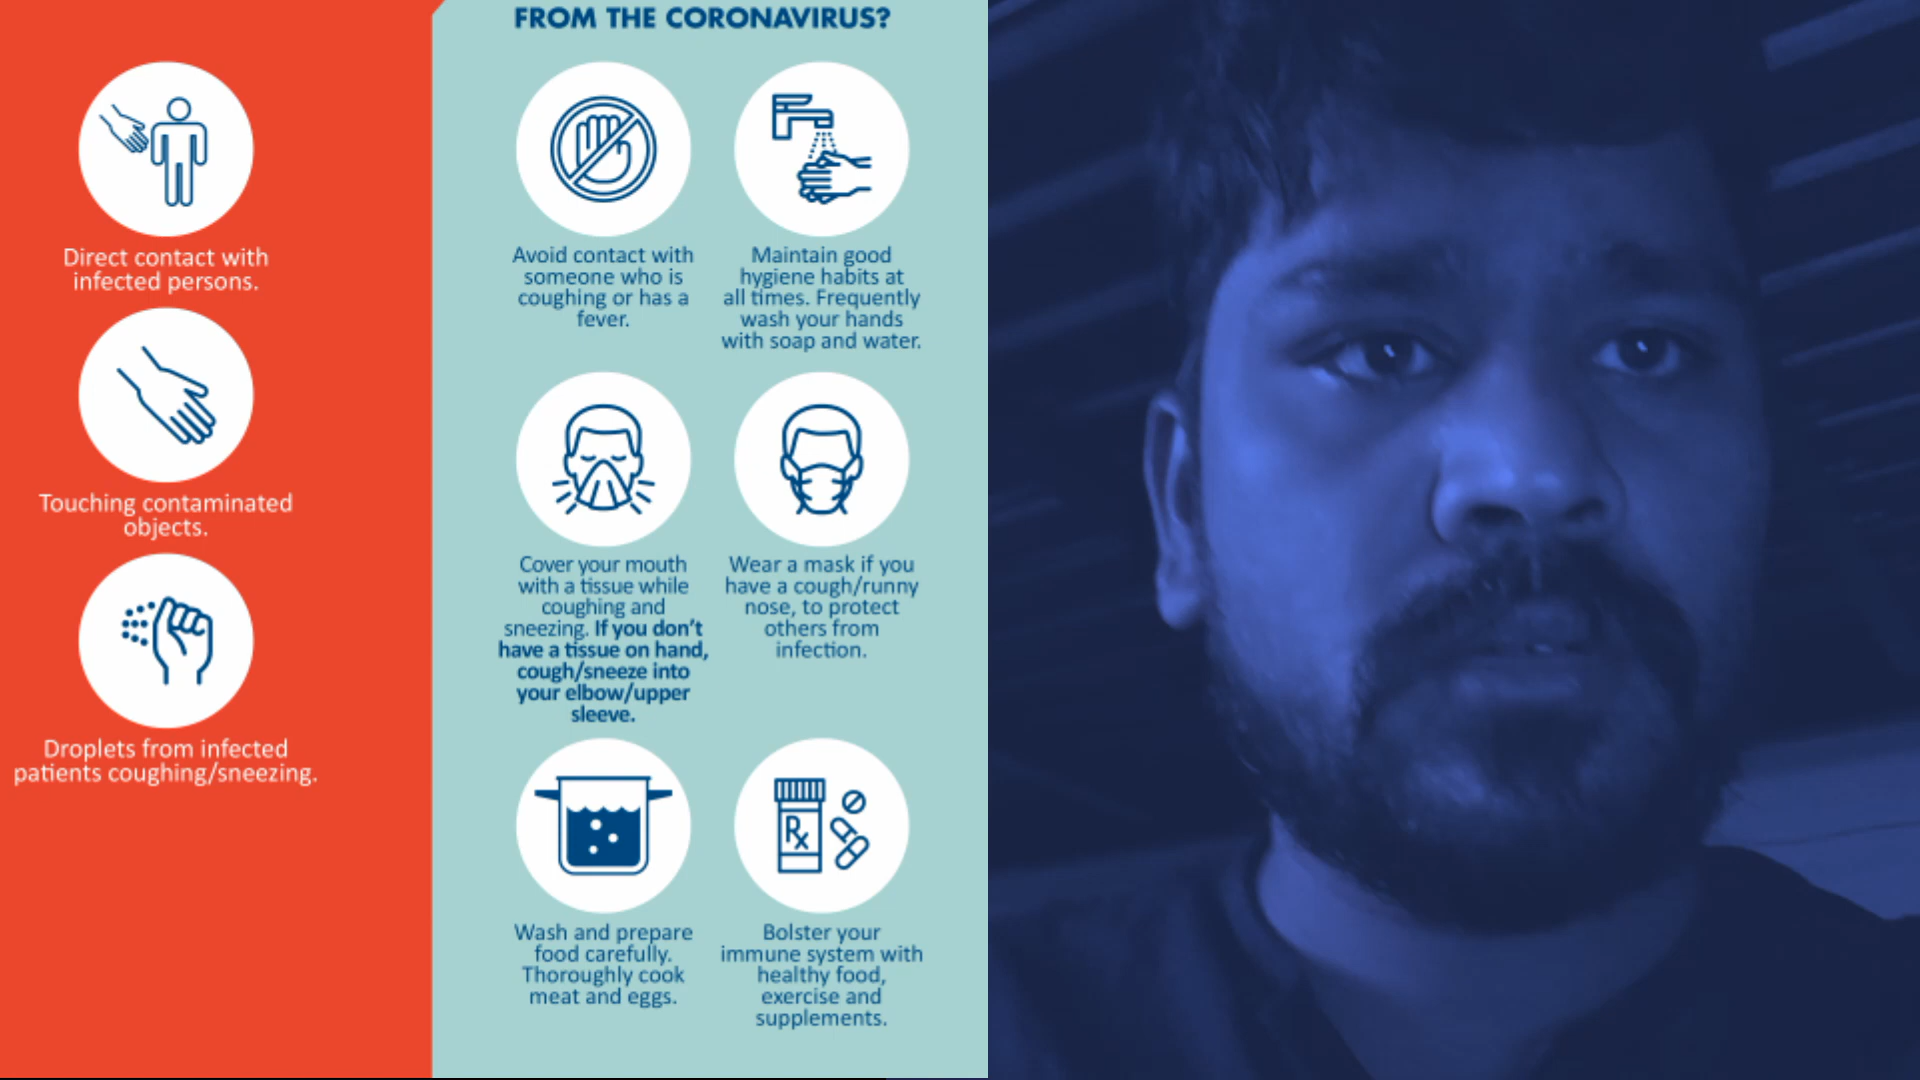 FROM THE CORONAVIRUS?
Direct contact with
infected persons.
Touching contaminated
objects.
Droplets from infected
patients coughing/sneezing.
Avoid contact with
someone who is
coughing or has a
fever.
Maintain good
hygiene habits at
all times. Frequently
wash your hands
with soap and water.
Cover your mouth
with a tissue while
coughing and
sneezing. If you don't
have a tissue on hand,
cough/sneeze into
your elbow/upper
sleeve.
Wear a mask if you
have a cough/runny
nose, to protect
others from
infection.
Wash and prepare
food carefully.
Thoroughly cook
meat and eggs.
Rx
Bolster your
immune system with
healthy food,
exercise and
supplements.